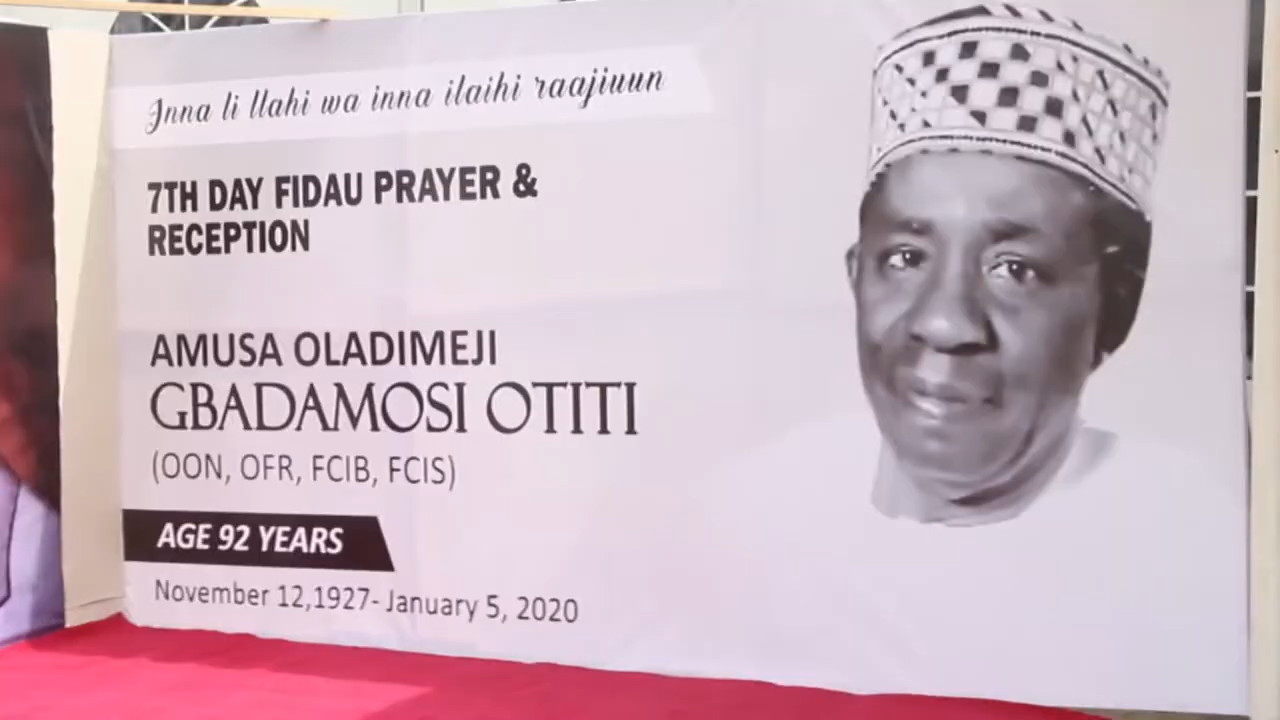 Inna li llahi wa inna ilaihi raajiuun
7TH DAY FIDAU PRAYER &
RECEPTION
AMUSA OLADIMEJI
GBADAMOSI OTITI
(OON, OFR, FCIB, FCIS)
AGE 92 YEARS
November 12,1927- January 5, 2020